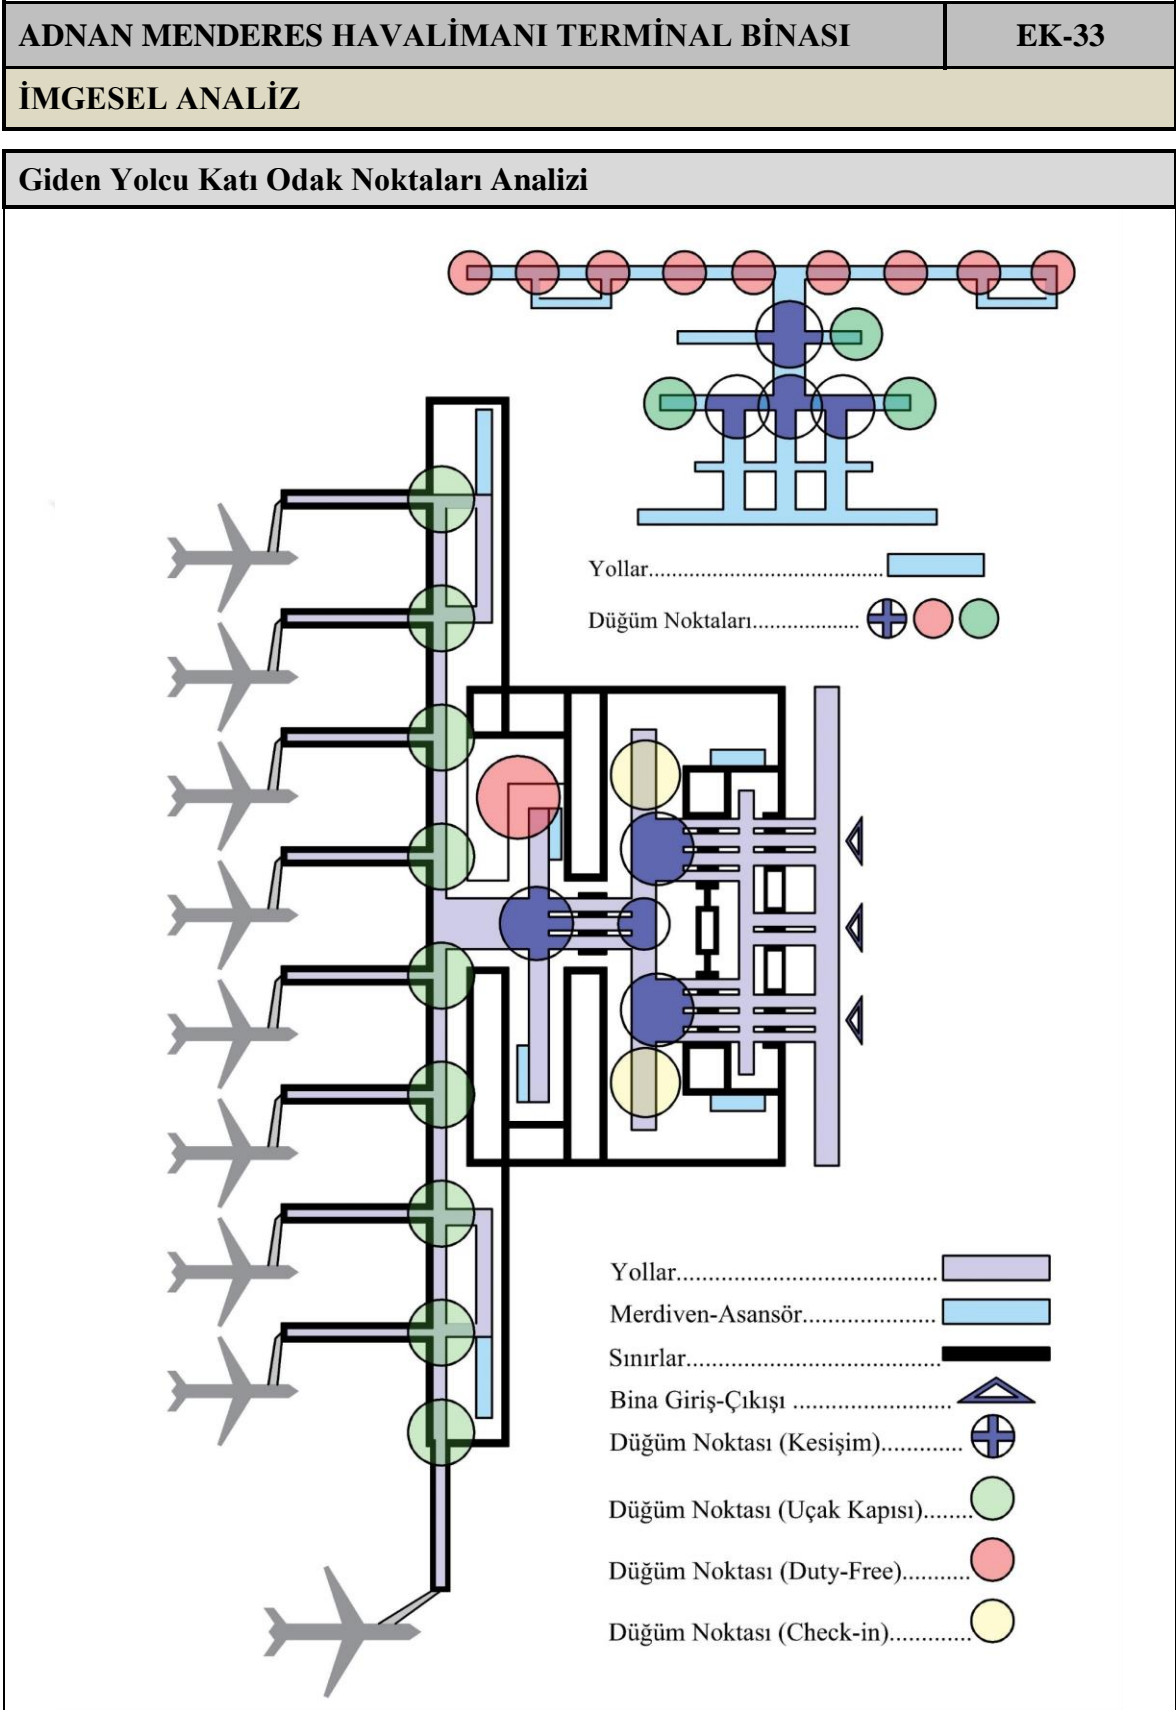 ADNAN MENDERES HAVALİMANI TERMİNAL BİNASI EK-33
İMGESEL ANALİZ
Giden Yolcu Katı Odak Noktaları Analizi
Yollar
Düğüm Noktaları
Yollar
Merdiven-Asansör
Sınırlar
Bina Giriş-Çıkışı
Düğüm Noktası (Kesişim)
Düğüm Noktası (Uçak Kapısı)
Düğüm Noktası (Duty-Free)
Düğüm Noktası (Check-in)